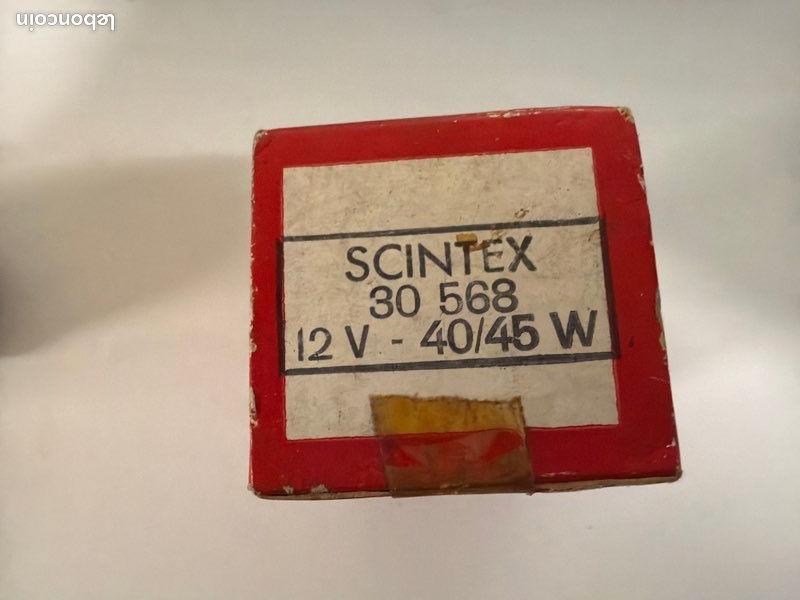 leboncoin
SCINTEX
30 568
12 V - 40/45 W